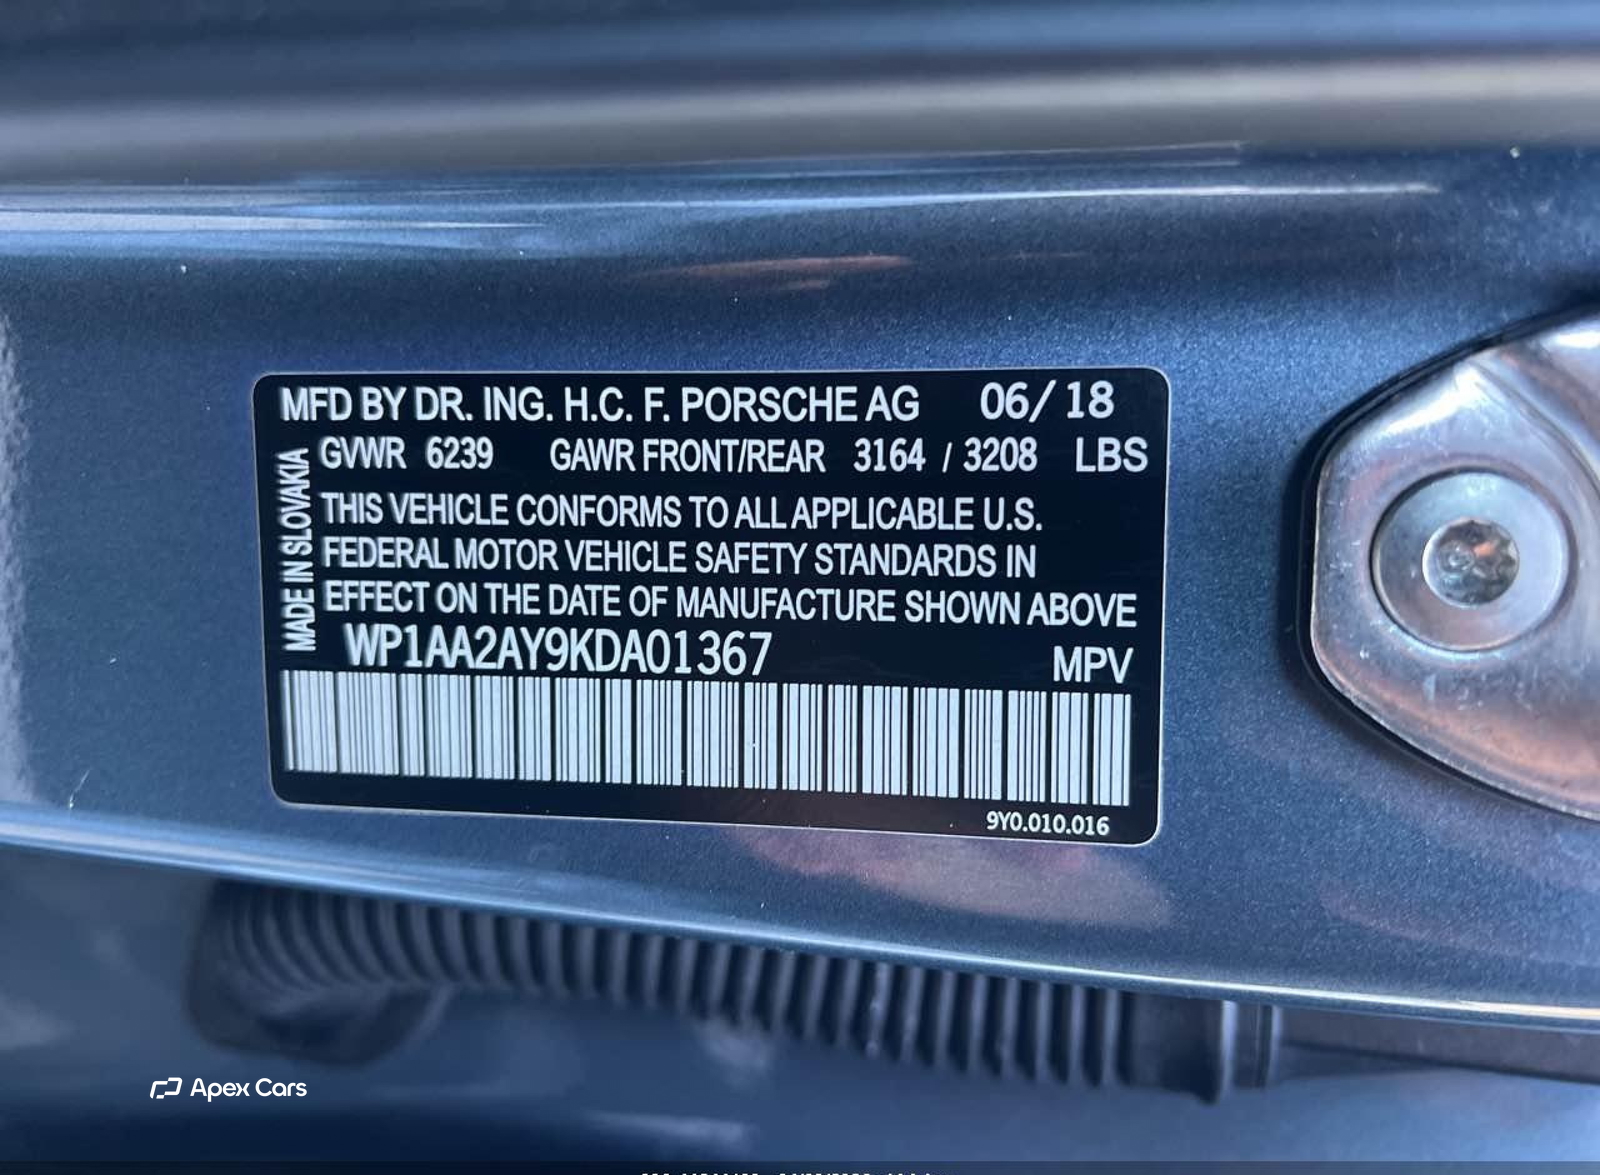 MFD BY DR. ING. H.C. F. PORSCHE AG 06/18
GVWR 6239 GAWR FRONT/REAR 3164 / 3208 LBS
MADE IN SLOVAKIA
THIS VEHICLE CONFORMS TO ALL APPLICABLE U.S.
FEDERAL MOTOR VEHICLE SAFETY STANDARDS IN
EFFECT ON THE DATE OF MANUFACTURE SHOWN ABOVE
WP1AA2AY9KDA01367 MPV
9Y0.010.016
Apex Cars